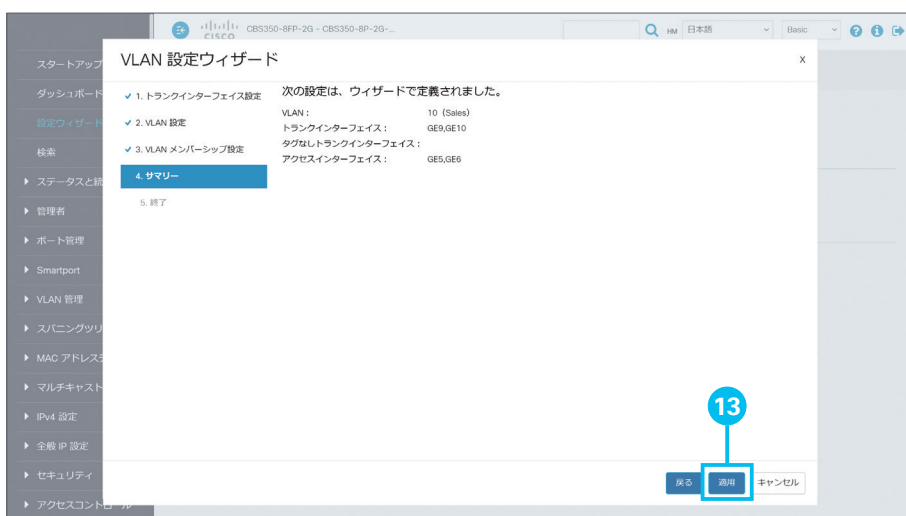 CISCO
CBS350-8FP-2G - CBS350-8P-2G-...
HM
日本語
Basic
スタートアップ
ダッシュボード
設定ウィザード
検索
ステータスと統
管理者
ポート管理
Smartport
VLAN 管理
スパニングツリ
MAC アドレス
マルチキャスト
IPv4 設定
全般 IP 設定
セキュリティ
アクセスコントロール
VLAN 設定ウィザード
X
1. トランクインターフェイス設定
2. VLAN 設定
3. VLAN メンバーシップ設定
4. サマリー
5. 終了
次の設定は、ウィザードで定義されました。
VLAN： 10（Sales）
トランクインターフェイス： GE9,GE10
タグなしトランクインターフェイス：
アクセスインターフェイス： GE5,GE6
13
戻る
適用
キャンセル